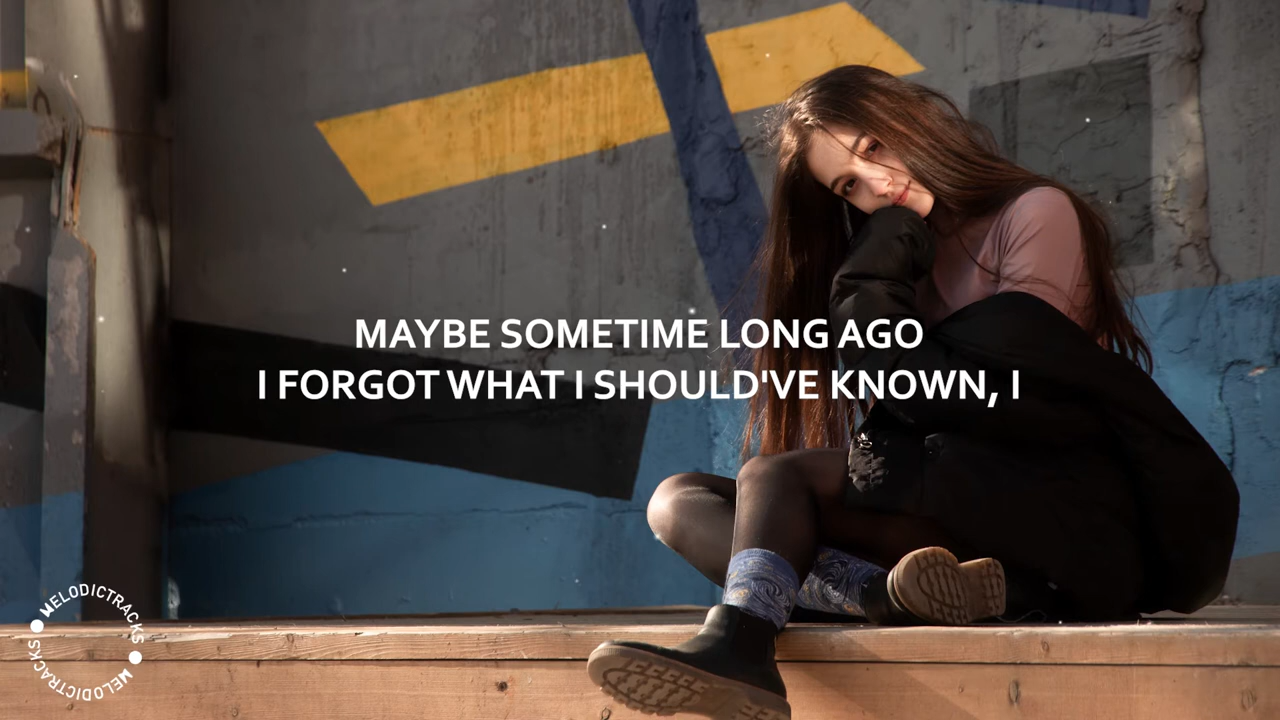 MAYBE SOMETIME LONG AGO
I FORGOT WHAT I SHOULD'VE KNOWN, I
MELODICTRACKS
MELODICTRACKS